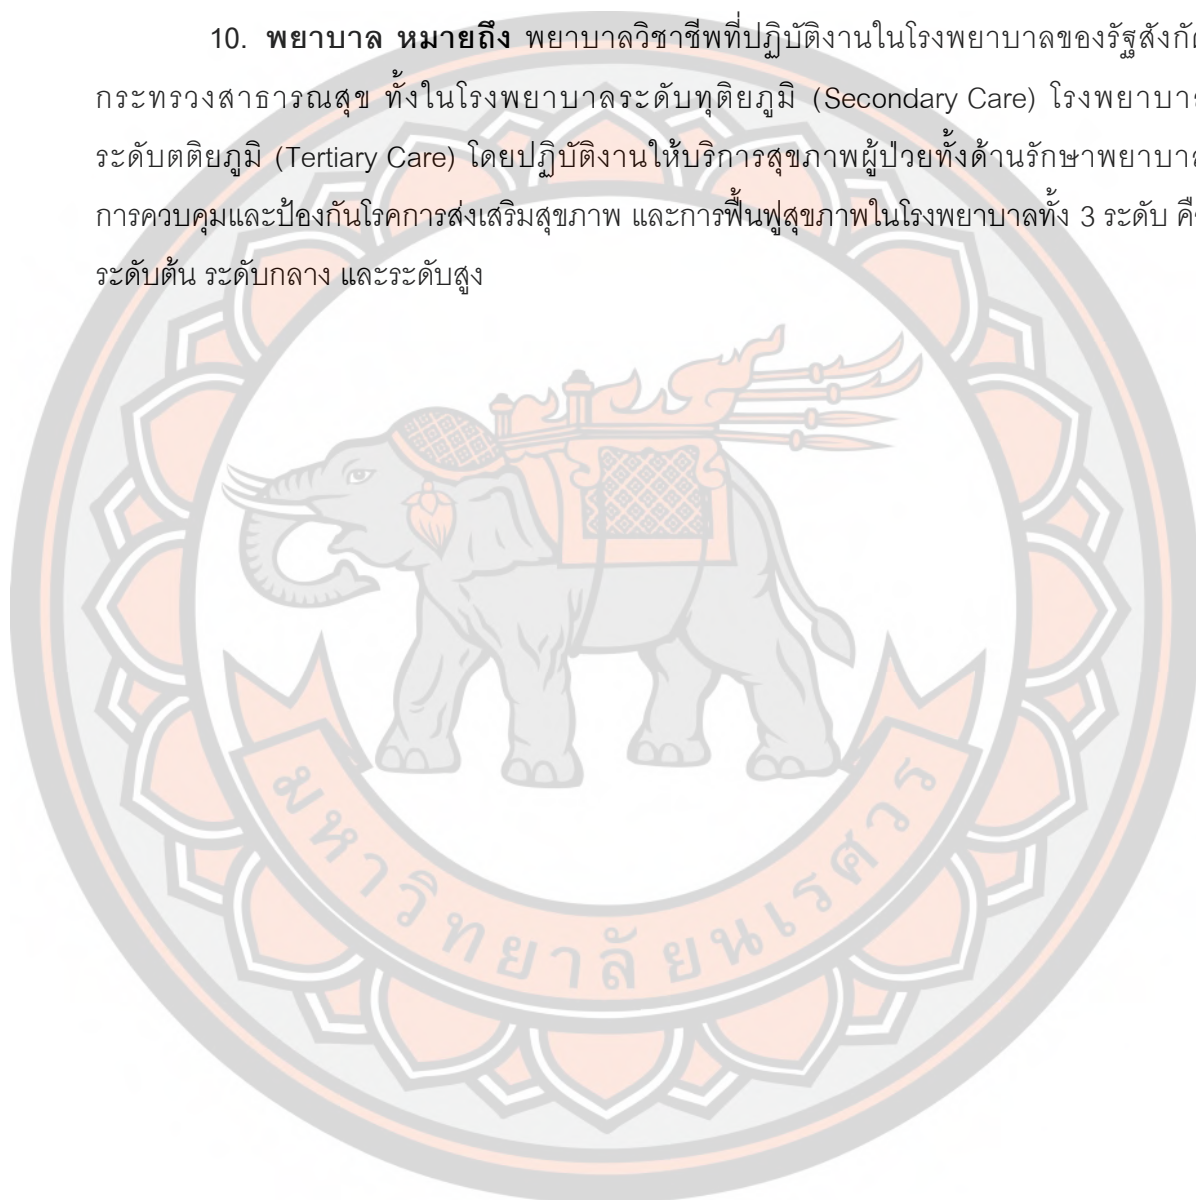 10. พยาบาล หมายถึง พยาบาลวิชาชีพที่ปฏิบัติงานในโรงพยาบาลของรัฐสังกัด
กระทรวงสาธารณสุข ทั้งในโรงพยาบาลระดับทุติยภูมิ (Secondary Care) โรงพยาบาล
ระดับตติยภูมิ (Tertiary Care) โดยปฏิบัติงานให้บริการสุขภาพผู้ป่วยทั้งด้านรักษาพยาบาล
การควบคุมและป้องกันโรคการส่งเสริมสุขภาพ และการฟื้นฟูสุขภาพในโรงพยาบาลทั้ง 3 ระดับ คือ
ระดับต้น ระดับกลาง และระดับสูง
มหาวิทยาลัยนเรศวร